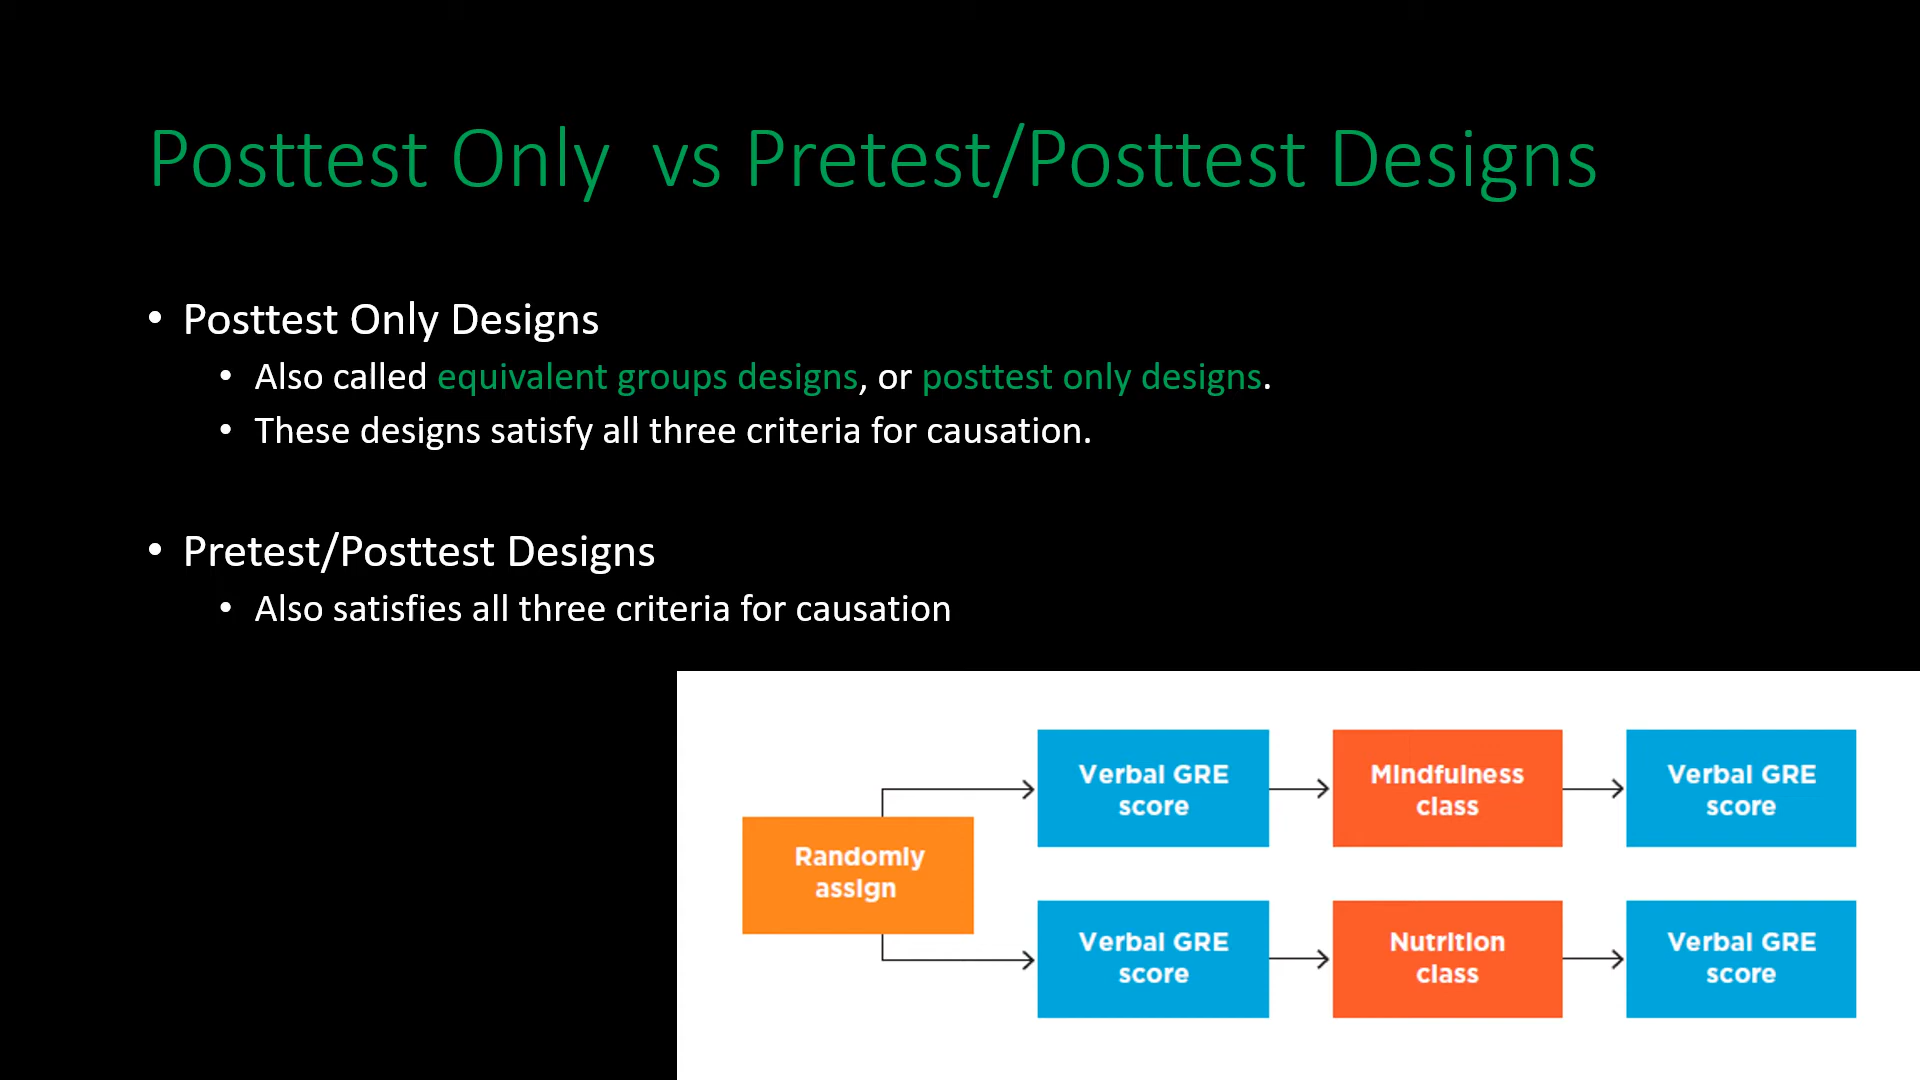 Posttest Only  vs Pretest/Posttest Designs
• Posttest Only Designs
• Also called equivalent groups designs, or posttest only designs.
• These designs satisfy all three criteria for causation.
• Pretest/Posttest Designs
• Also satisfies all three criteria for causation
Randomly
assign
Verbal GRE
score
Mindfulness
class
Verbal GRE
score
Verbal GRE
score
Nutrition
class
Verbal GRE
score